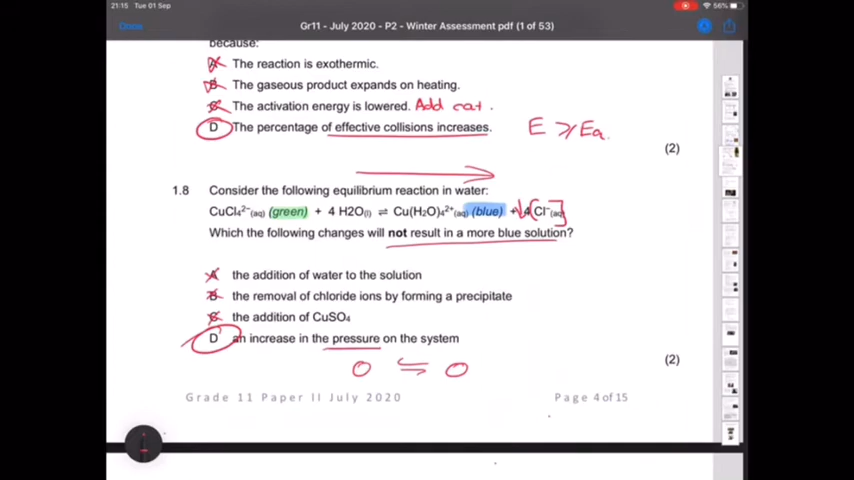 21:15 Tue 01 Sep
56%
Done
Gr11 - July 2020 - P2 - Winter Assessment pdf (1 of 53)
because:
A The reaction is exothermic.
B The gaseous product expands on heating.
C The activation energy is lowered. Add cat.
D The percentage of effective collisions increases. E ⩾ Ea.
(2)
1.8 Consider the following equilibrium reaction in water:
CuCl₄²⁻(aq) (green) + 4 H2O(l) ⇌ Cu(H₂O)₄²⁺(aq) (blue) + ↓ 4 [Cl⁻(aq)]
Which the following changes will not result in a more blue solution?
A the addition of water to the solution
B the removal of chloride ions by forming a precipitate
C the addition of CuSO₄
D an increase in the pressure on the system
(2)
0 ⇌ 0
Grade 11 Paper II July 2020 Page 4 of 15